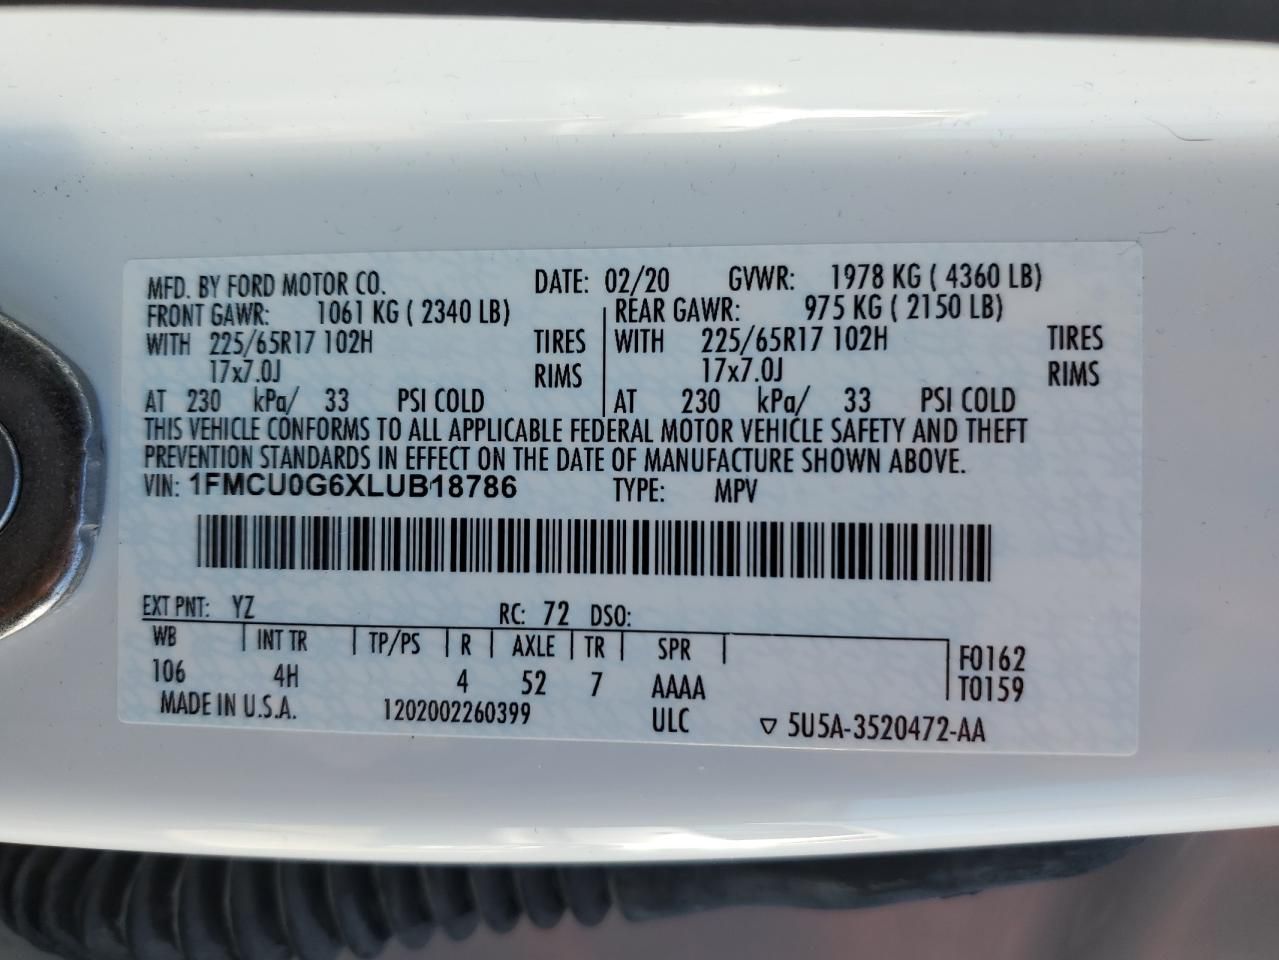 MFD. BY FORD MOTOR CO. DATE: 02/20 GVWR: 1978 KG ( 4360 LB)
FRONT GAWR: 1061 KG ( 2340 LB) REAR GAWR: 975 KG ( 2150 LB)
WITH 225/65R17 102H TIRES WITH 225/65R17 102H TIRES
17x7.0J RIMS 17x7.0J RIMS
AT 230 kPa/ 33 PSI COLD AT 230 kPa/ 33 PSI COLD
THIS VEHICLE CONFORMS TO ALL APPLICABLE FEDERAL MOTOR VEHICLE SAFETY AND THEFT
PREVENTION STANDARDS IN EFFECT ON THE DATE OF MANUFACTURE SHOWN ABOVE.
VIN: 1FMCU0G6XLUB18786 TYPE: MPV
EXT PNT: YZ RC: 72 DSO:
WB INT TR TP/PS R AXLE TR SPR F0162
106 4H 4 52 7 AAAA T0159
MADE IN U.S.A. 1202002260399 ULC ▽ 5U5A-3520472-AA